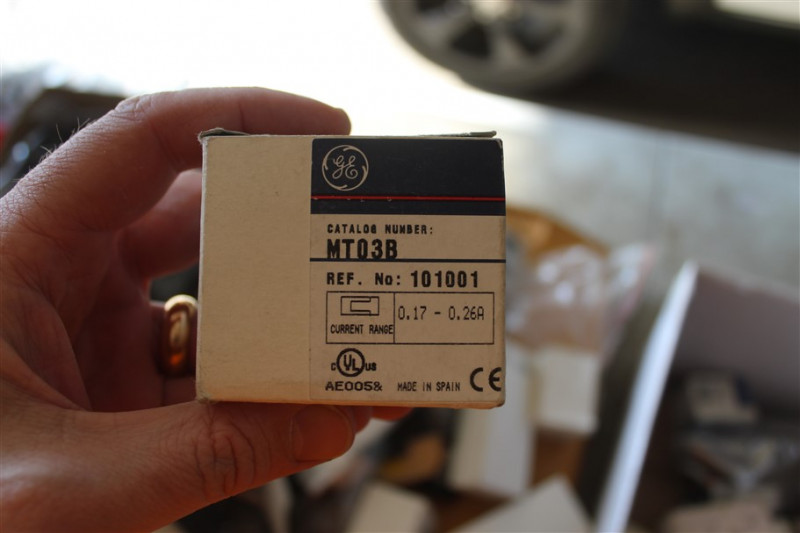 GE
CATALOG NUMBER:
MT03B
REF. No: 101001
0.17 - 0.26A
CURRENT RANGE
C UL US
AE005&
MADE IN SPAIN CE